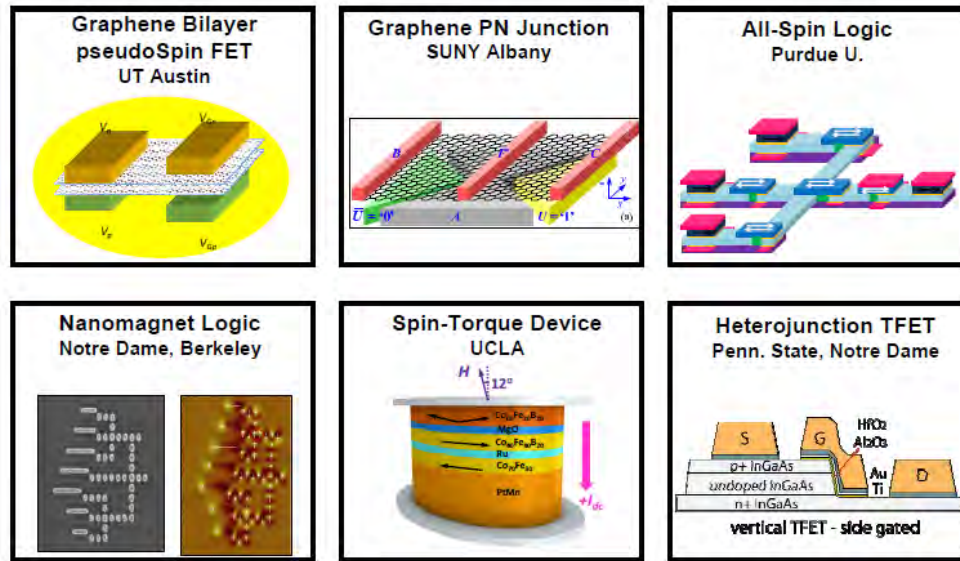 Graphene Bilayer
pseudoSpin FET
UT Austin
Graphene PN Junction
SUNY Albany
All-Spin Logic
Purdue U.
B
F
C
U = '0'
A
U = '1'
(a)
Nanomagnet Logic
Notre Dame, Berkeley
Spin-Torque Device
UCLA
H
12°
MgO
Ru
PtMn
+I dc
Heterojunction TFET
Penn. State, Notre Dame
HfO₂
Al₂O₃
S
G
Au
Ti
D
p+ InGaAs
undoped InGaAs
n+ InGaAs
vertical TFET - side gated